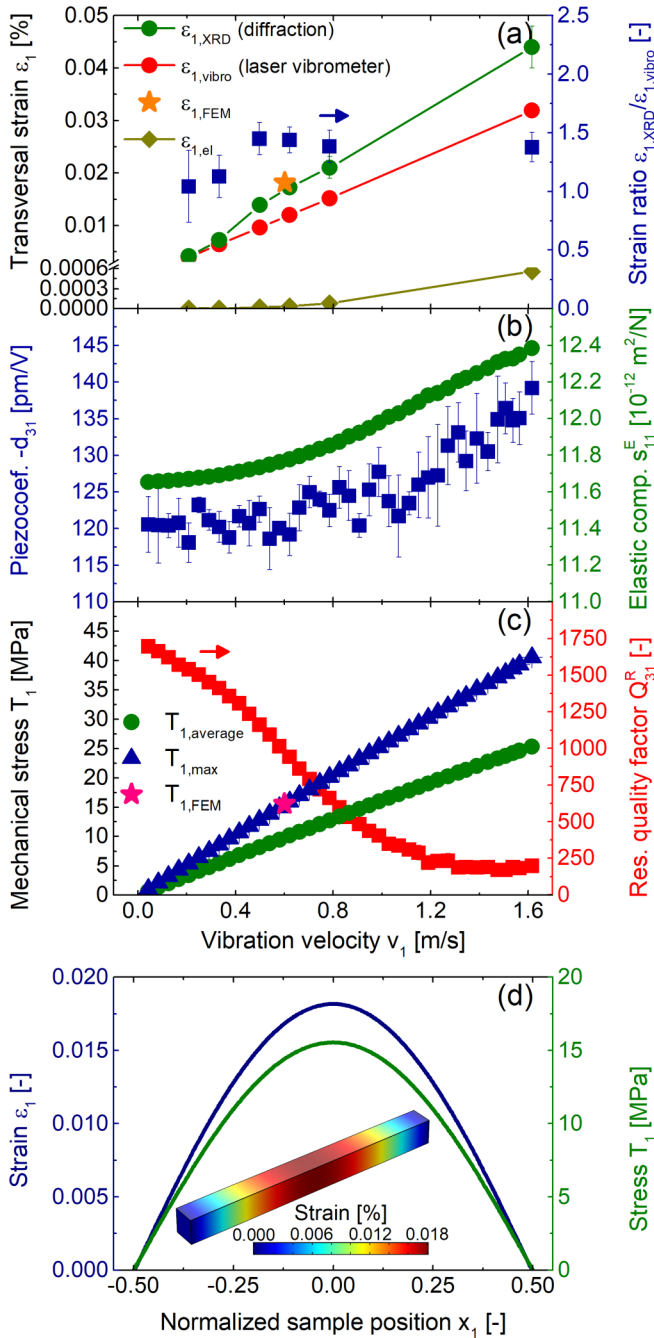 Transversal strain ε1 [%]
0.05
0.04
0.03
0.02
0.01
0.0006
0.0003
0.0000
ε1,XRD (diffraction)
ε1,vibro (laser vibrometer)
ε1,FEM
ε1,el
(a)
2.5
2.0
1.5
1.0
0.5
0.0
Strain ratio ε1,XRD/ε1,vibro [-]
Piezocoef. -d31 [pm/V]
145
140
135
130
125
120
115
110
(b)
12.4
12.2
12.0
11.8
11.6
11.4
11.2
11.0
Elastic comp. s11^E [10^-12 m^2/N]
Mechanical stress T1 [MPa]
45
40
35
30
25
20
15
10
5
0
T1,average
T1,max
T1,FEM
(c)
1750
1500
1250
1000
750
500
250
0
Res. quality factor Q31^R [-]
0.0 0.4 0.8 1.2 1.6
Vibration velocity v1 [m/s]
Strain ε1 [-]
0.020
0.015
0.010
0.005
0.000
(d)
Strain [%]
0.000 0.006 0.012 0.018
20
15
10
5
0
Stress T1 [MPa]
-0.50 -0.25 0.00 0.25 0.50
Normalized sample position x1 [-]